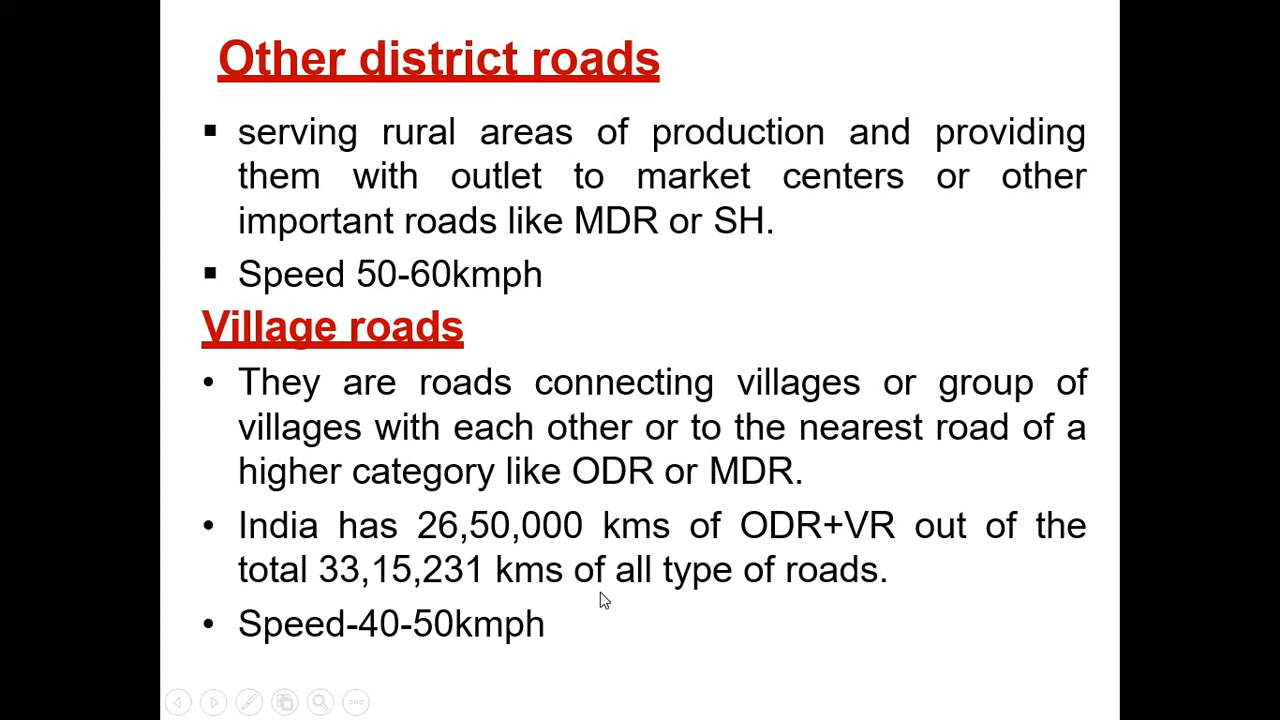 Other district roads
▪ serving rural areas of production and providing
them with outlet to market centers or other
important roads like MDR or SH.
▪ Speed 50-60kmph
Village roads
• They are roads connecting villages or group of
villages with each other or to the nearest road of a
higher category like ODR or MDR.
• India has 26,50,000 kms of ODR+VR out of the
total 33,15,231 kms of all type of roads.
• Speed-40-50kmph